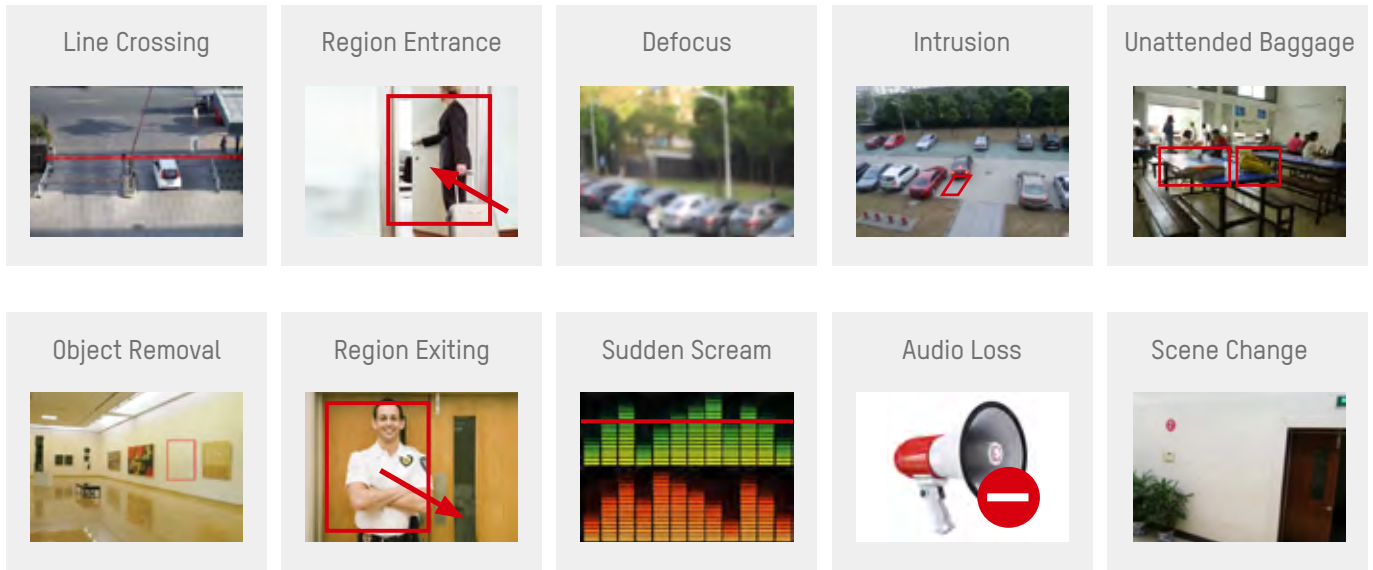 Line Crossing
Region Entrance
Defocus
Intrusion
Unattended Baggage
Object Removal
Region Exiting
Sudden Scream
Audio Loss
Scene Change